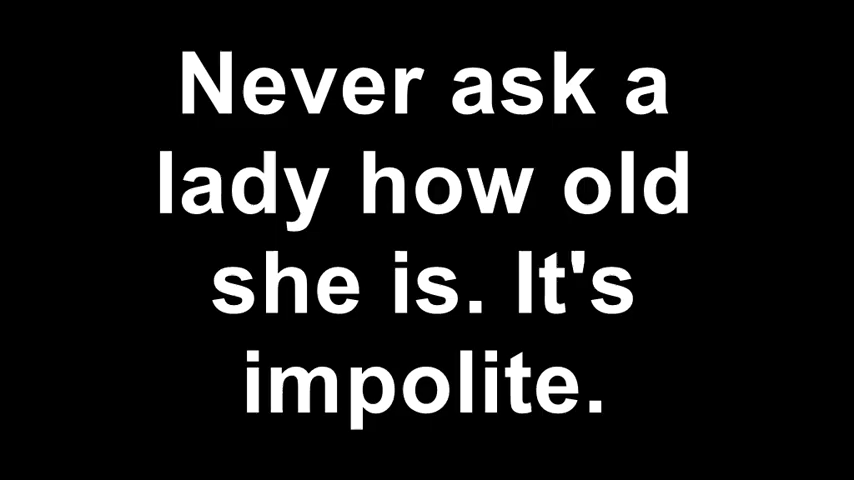 Never ask a
lady how old
she is. It's
impolite.